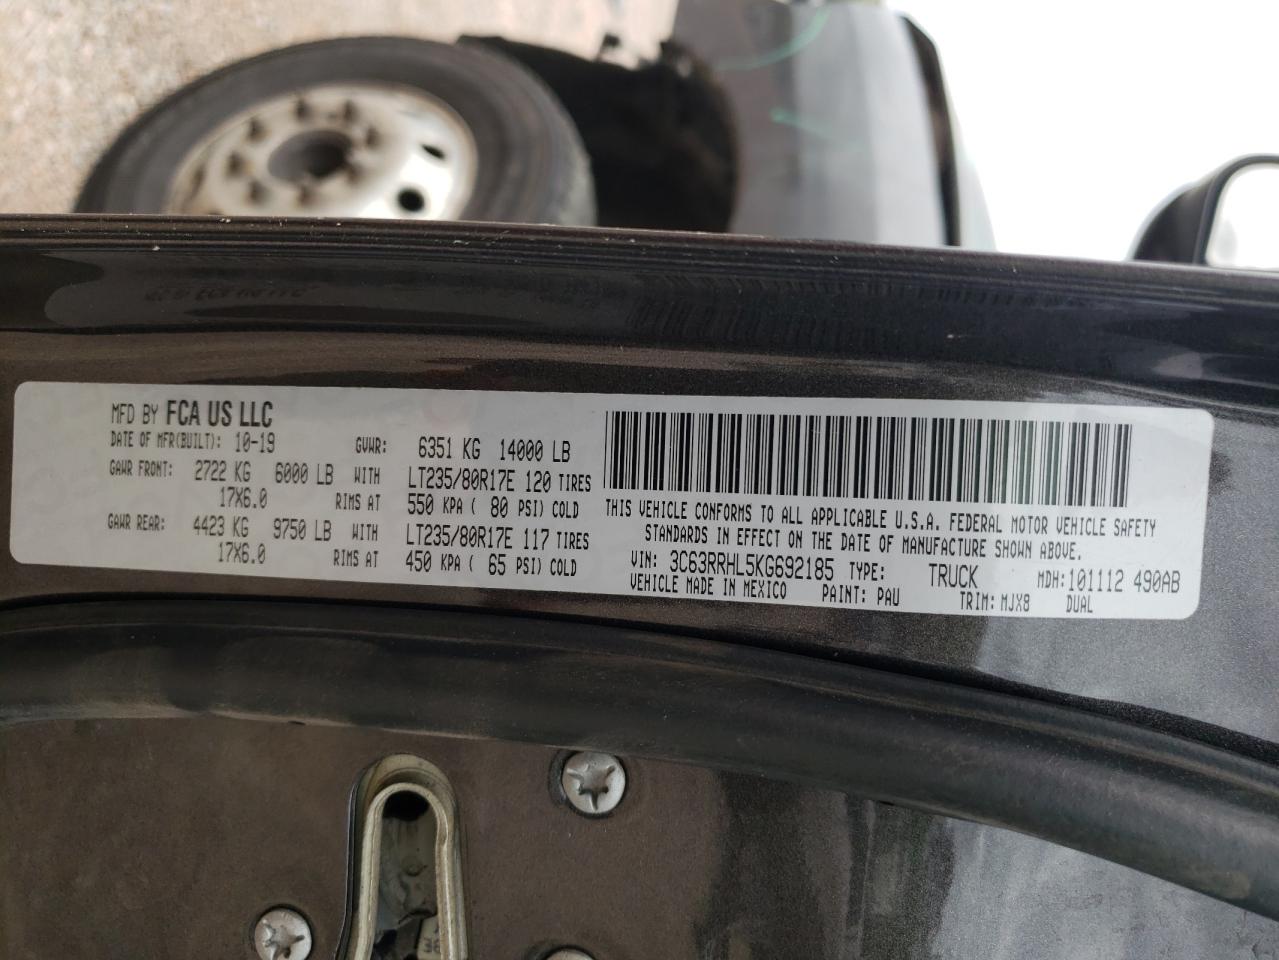 MFD BY FCA US LLC
DATE OF MFR(BUILT): 10-19 GVWR: 6351 KG 14000 LB
GAWR FRONT: 2722 KG 6000 LB WITH LT235/80R17E 120 TIRES
17X6.0 RIMS AT 550 KPA ( 80 PSI) COLD
GAWR REAR: 4423 KG 9750 LB WITH LT235/80R17E 117 TIRES
17X6.0 RIMS AT 450 KPA ( 65 PSI) COLD
THIS VEHICLE CONFORMS TO ALL APPLICABLE U.S.A. FEDERAL MOTOR VEHICLE SAFETY
STANDARDS IN EFFECT ON THE DATE OF MANUFACTURE SHOWN ABOVE.
VIN: 3C63RRHL5KG692185 TYPE: TRUCK MDH: 101112 490AB
VEHICLE MADE IN MEXICO PAINT: PAU TRIM: MJX8 DUAL